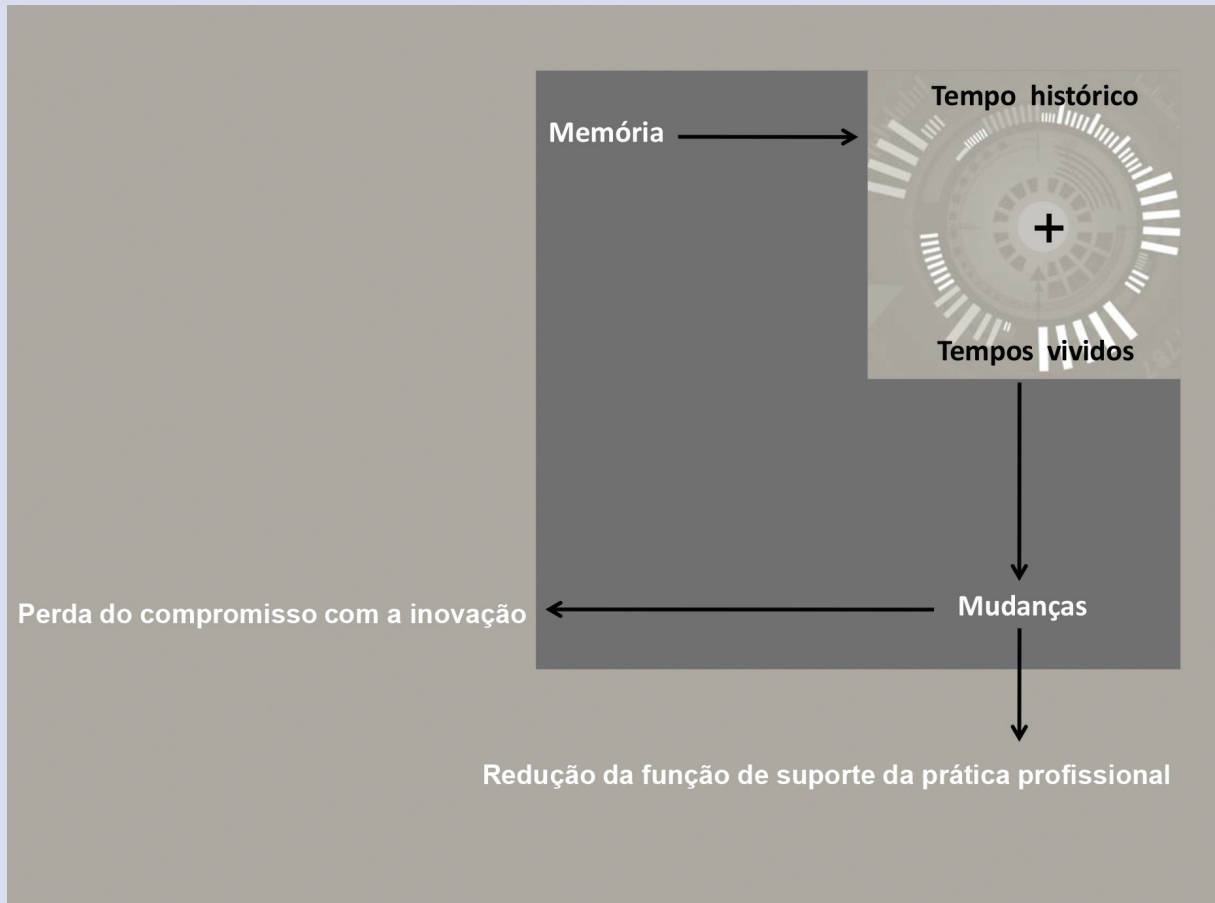 Tempo histórico
Memória
+
Tempos vividos
Mudanças
Perda do compromisso com a inovação
Redução da função de suporte da prática profissional